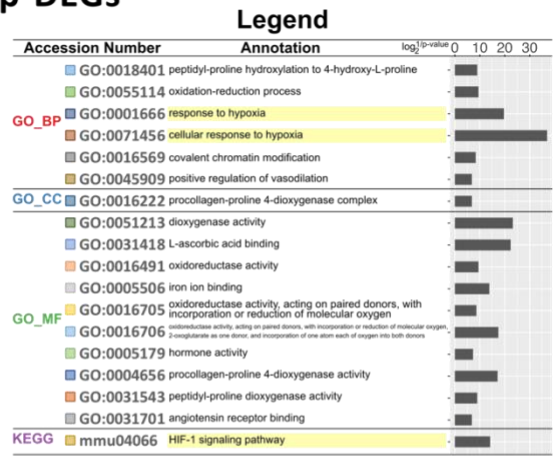 p-DEGs
Legend
Accession Number Annotation log2 1/p-value 0 10 20 30
GO_BP
GO:0018401 peptidyl-proline hydroxylation to 4-hydroxy-L-proline
GO:0055114 oxidation-reduction process
GO:0001666 response to hypoxia
GO:0071456 cellular response to hypoxia
GO:0016569 covalent chromatin modification
GO:0045909 positive regulation of vasodilation
GO_CC GO:0016222 procollagen-proline 4-dioxygenase complex
GO_MF
GO:0051213 dioxygenase activity
GO:0031418 L-ascorbic acid binding
GO:0016491 oxidoreductase activity
GO:0005506 iron ion binding
GO:0016705 oxidoreductase activity, acting on paired donors, with
incorporation or reduction of molecular oxygen
GO:0016706 oxidoreductase activity, acting on paired donors, with incorporation or reduction of molecular oxygen,
2-oxoglutarate as one donor, and incorporation of one atom each of oxygen into both donors
GO:0005179 hormone activity
GO:0004656 procollagen-proline 4-dioxygenase activity
GO:0031543 peptidyl-proline dioxygenase activity
GO:0031701 angiotensin receptor binding
KEGG mmu04066 HIF-1 signaling pathway